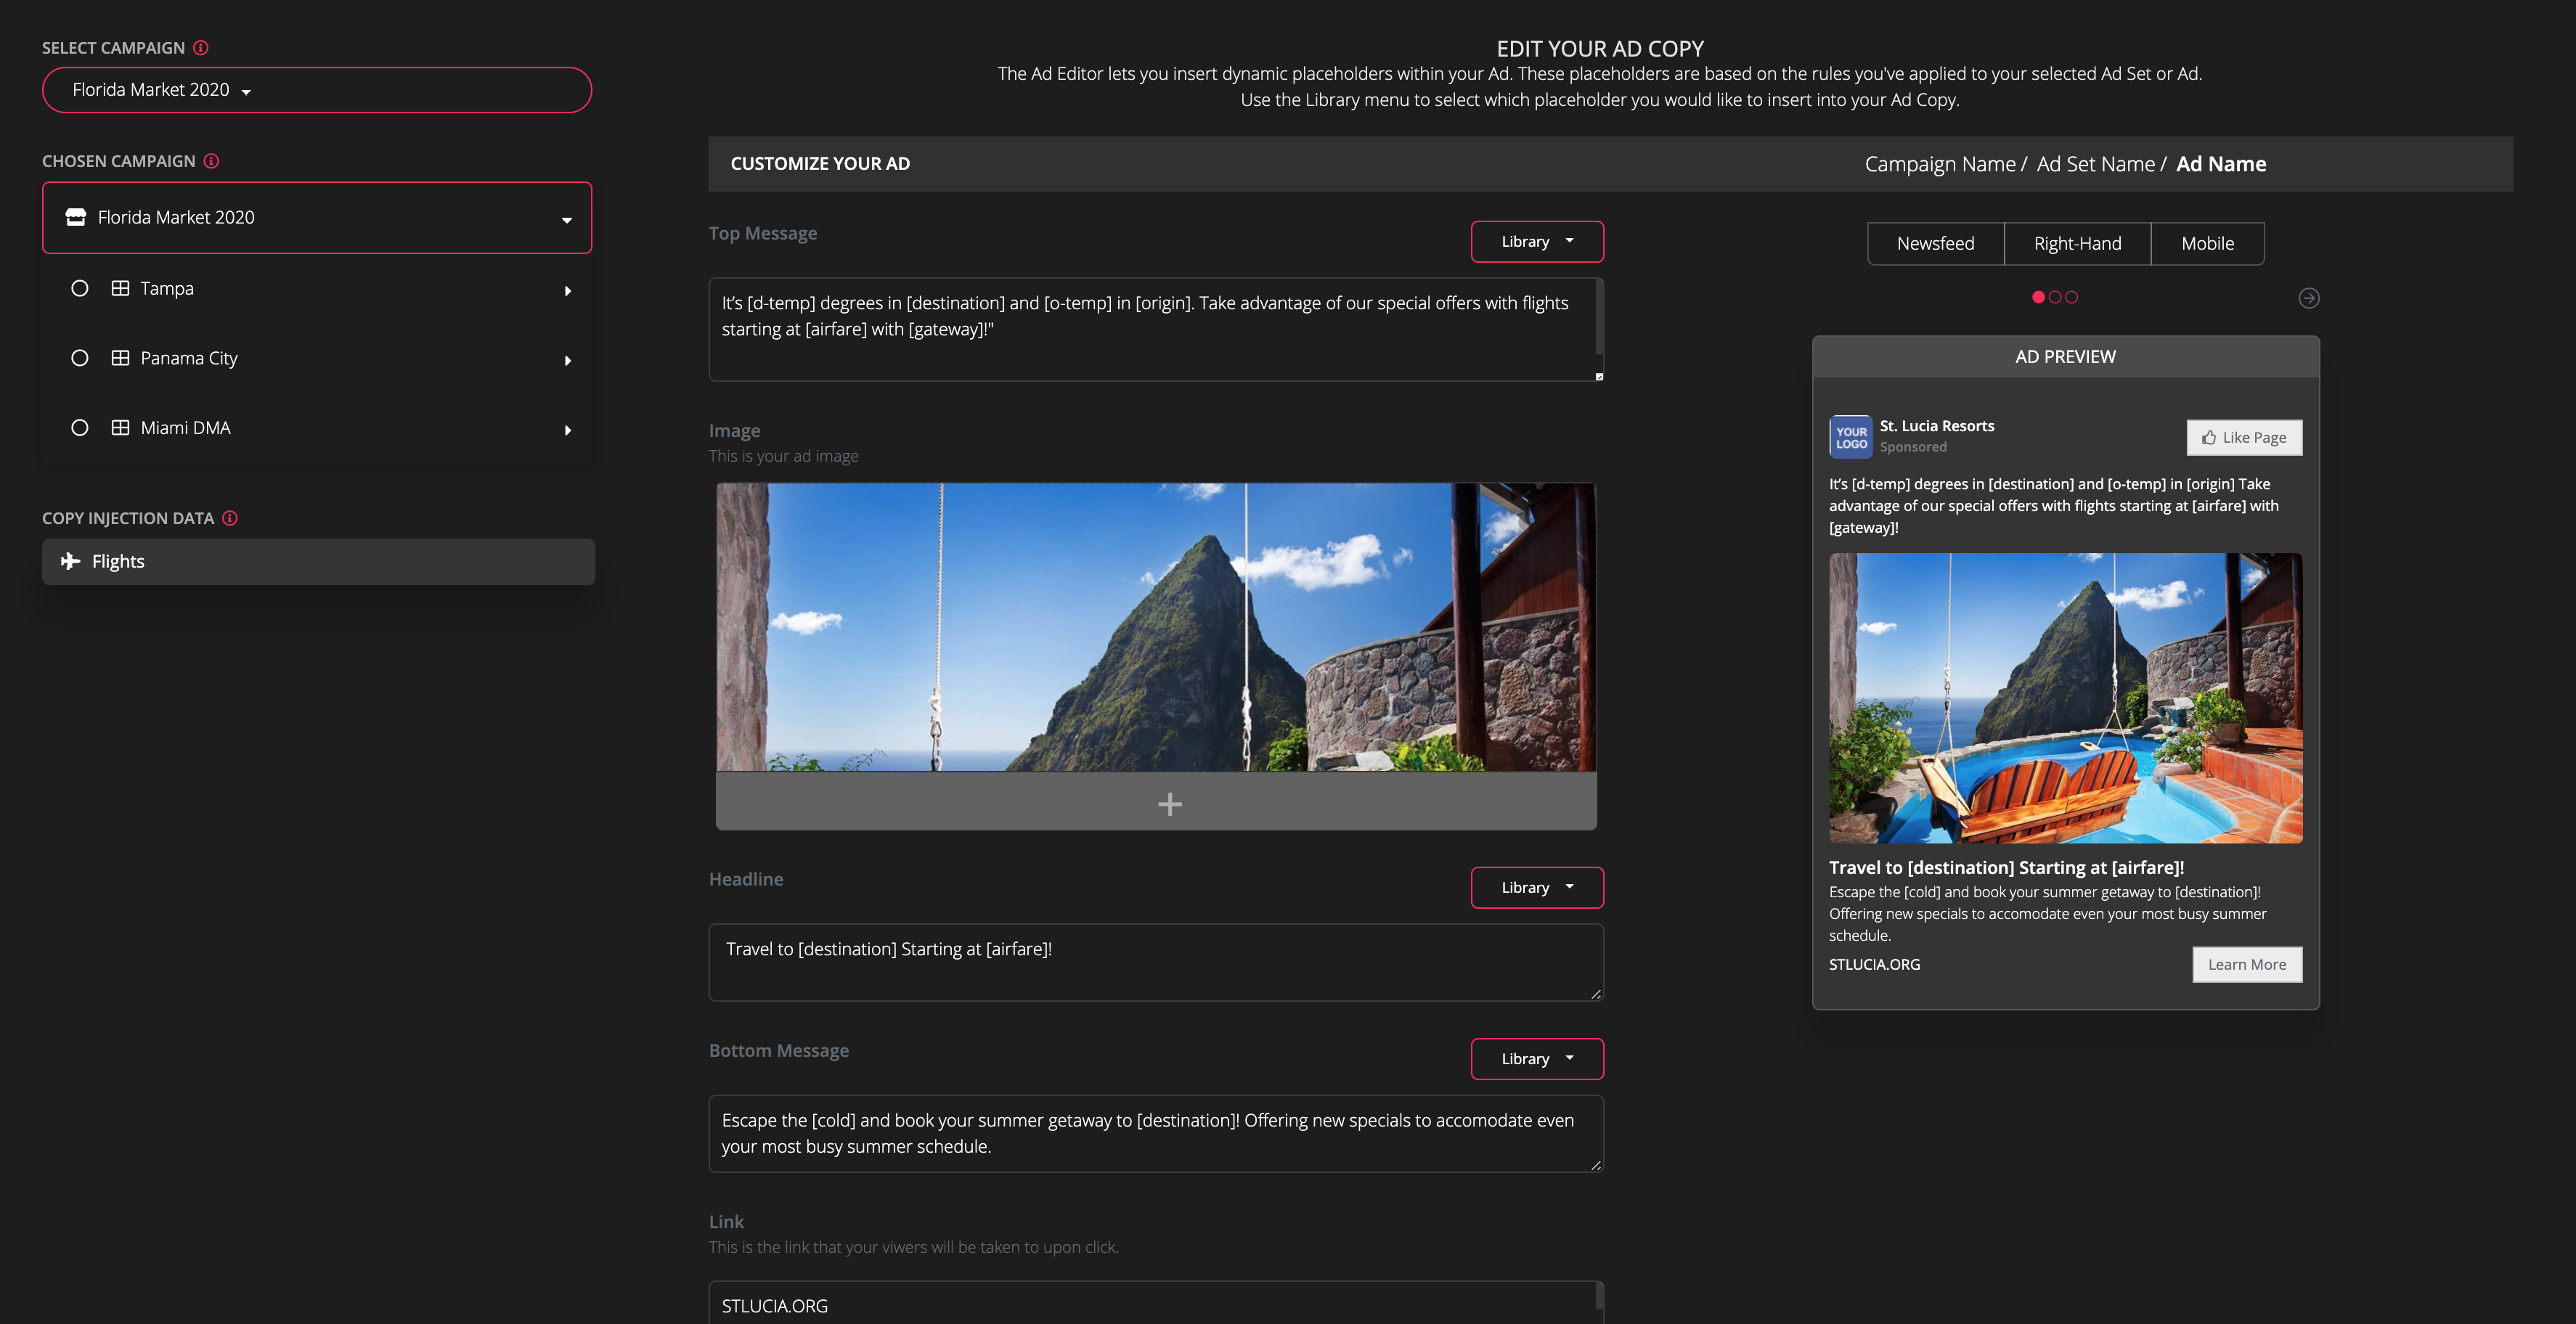 SELECT CAMPAIGN
Florida Market 2020
CHOSEN CAMPAIGN
Florida Market 2020
Tampa
Panama City
Miami DMA
COPY INJECTION DATA
Flights
EDIT YOUR AD COPY
The Ad Editor lets you insert dynamic placeholders within your Ad. These placeholders are based on the rules you've applied to your selected Ad Set or Ad.
Use the Library menu to select which placeholder you would like to insert into your Ad Copy.
CUSTOMIZE YOUR AD
Campaign Name / Ad Set Name / Ad Name
Top Message
Library
It’s [d-temp] degrees in [destination] and [o-temp] in [origin]. Take advantage of our special offers with flights
starting at [airfare] with [gateway]!"
Image
This is your ad image
Headline
Library
Travel to [destination] Starting at [airfare]!
Bottom Message
Library
Escape the [cold] and book your summer getaway to [destination]! Offering new specials to accomodate even
your most busy summer schedule.
Link
This is the link that your viwers will be taken to upon click.
STLUCIA.ORG
Newsfeed
Right-Hand
Mobile
AD PREVIEW
YOUR
LOGO
St. Lucia Resorts
Sponsored
Like Page
It’s [d-temp] degrees in [destination] and [o-temp] in [origin] Take
advantage of our special offers with flights starting at [airfare] with
[gateway]!
Travel to [destination] Starting at [airfare]!
Escape the [cold] and book your summer getaway to [destination]!
Offering new specials to accomodate even your most busy summer
schedule.
STLUCIA.ORG
Learn More